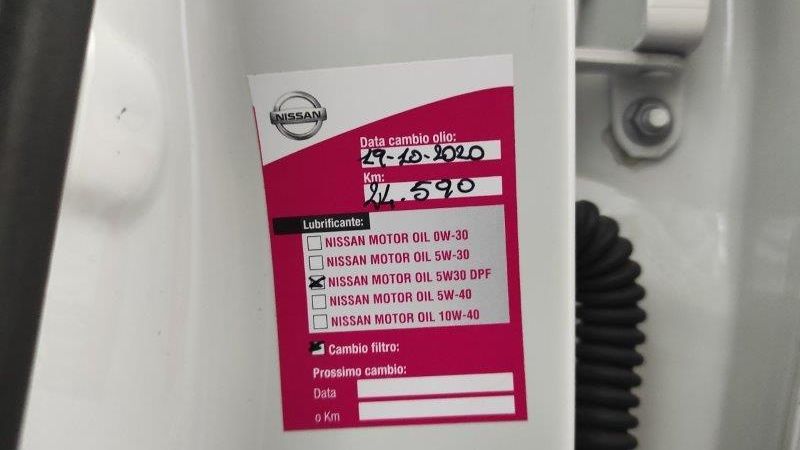 NISSAN
Data cambio olio:
19-10-2020
Km:
24.590
Lubrificante:
NISSAN MOTOR OIL 0W-30
NISSAN MOTOR OIL 5W-30
NISSAN MOTOR OIL 5W30 DPF
NISSAN MOTOR OIL 5W-40
NISSAN MOTOR OIL 10W-40
Cambio filtro:
Prossimo cambio:
Data
o Km